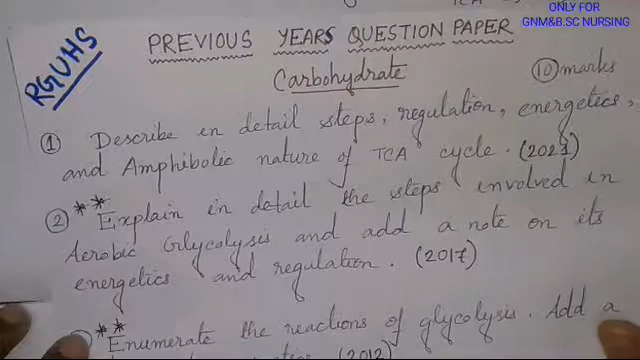 ONLY FOR
GNM&B.SC NURSING
RGUHS
PREVIOUS YEARS QUESTION PAPER
Carbohydrate
10 marks
1 Describe in detail steps, regulation, energetics,
and Amphibolic nature of TCA cycle. (2021)
2 ** Explain in detail the steps involved in
Aerobic Glycolysis and add a note on its
energetics and regulation. (2017)
** Enumerate the reactions of glycolysis. Add a
(2012)